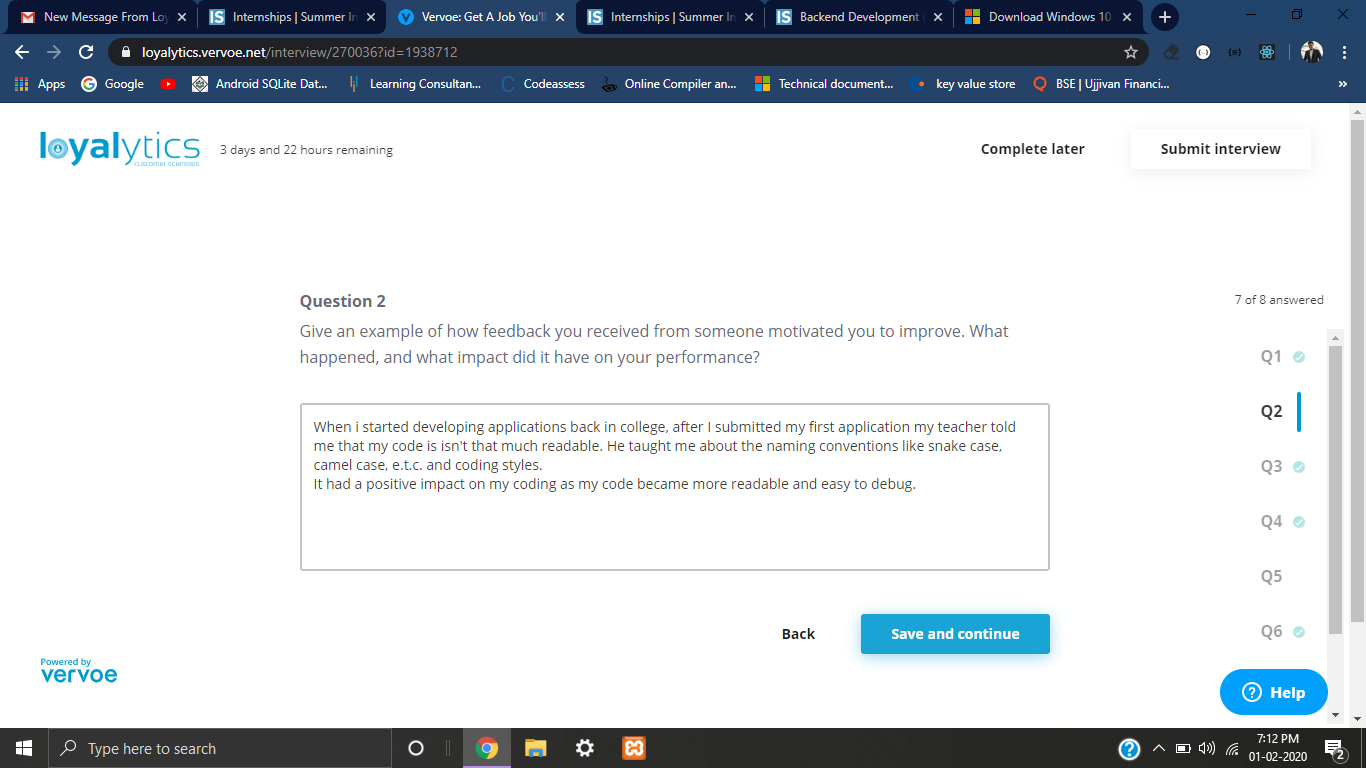 New Message From Loy
Internships | Summer In
Vervoe: Get A Job You'll
Internships | Summer In
Backend Development
Download Windows 10
loyalytics.vervoe.net/interview/270036?id=1938712
Apps
Google
Android SQLite Dat...
Learning Consultan...
Codeassess
Online Compiler an...
Technical document...
key value store
BSE | Ujjivan Financi...
»
loyalytics
customer scientists
3 days and 22 hours remaining
Complete later
Submit interview
Question 2
7 of 8 answered
Give an example of how feedback you received from someone motivated you to improve. What
happened, and what impact did it have on your performance?
When i started developing applications back in college, after I submitted my first application my teacher told
me that my code is isn't that much readable. He taught me about the naming conventions like snake case,
camel case, e.t.c. and coding styles.
It had a positive impact on my coding as my code became more readable and easy to debug.
Q1
Q2
Q3
Q4
Q5
Q6
Back
Save and continue
Powered by
vervoe
Help
Type here to search
7:12 PM
01-02-2020
2